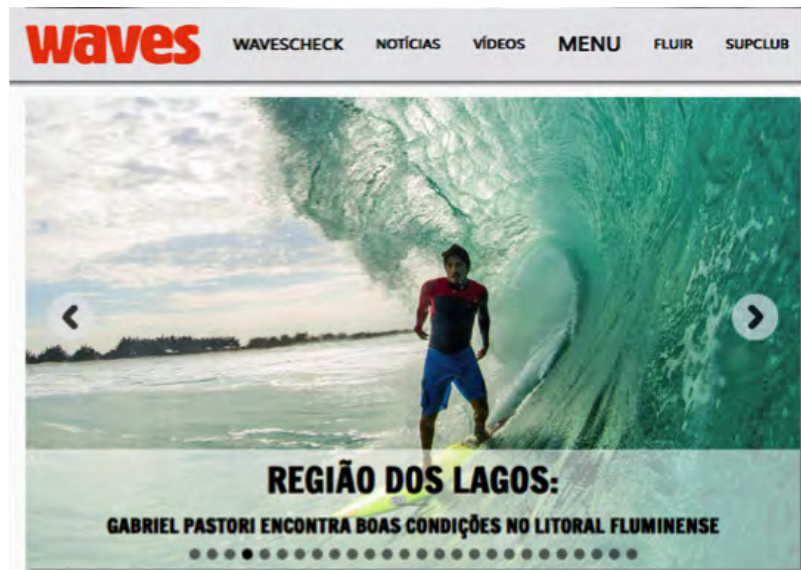 waves WAVESCHECK NOTÍCIAS VÍDEOS MENU FLUIR SUPCLUB
REGIÃO DOS LAGOS:
GABRIEL PASTORI ENCONTRA BOAS CONDIÇÕES NO LITORAL FLUMINENSE